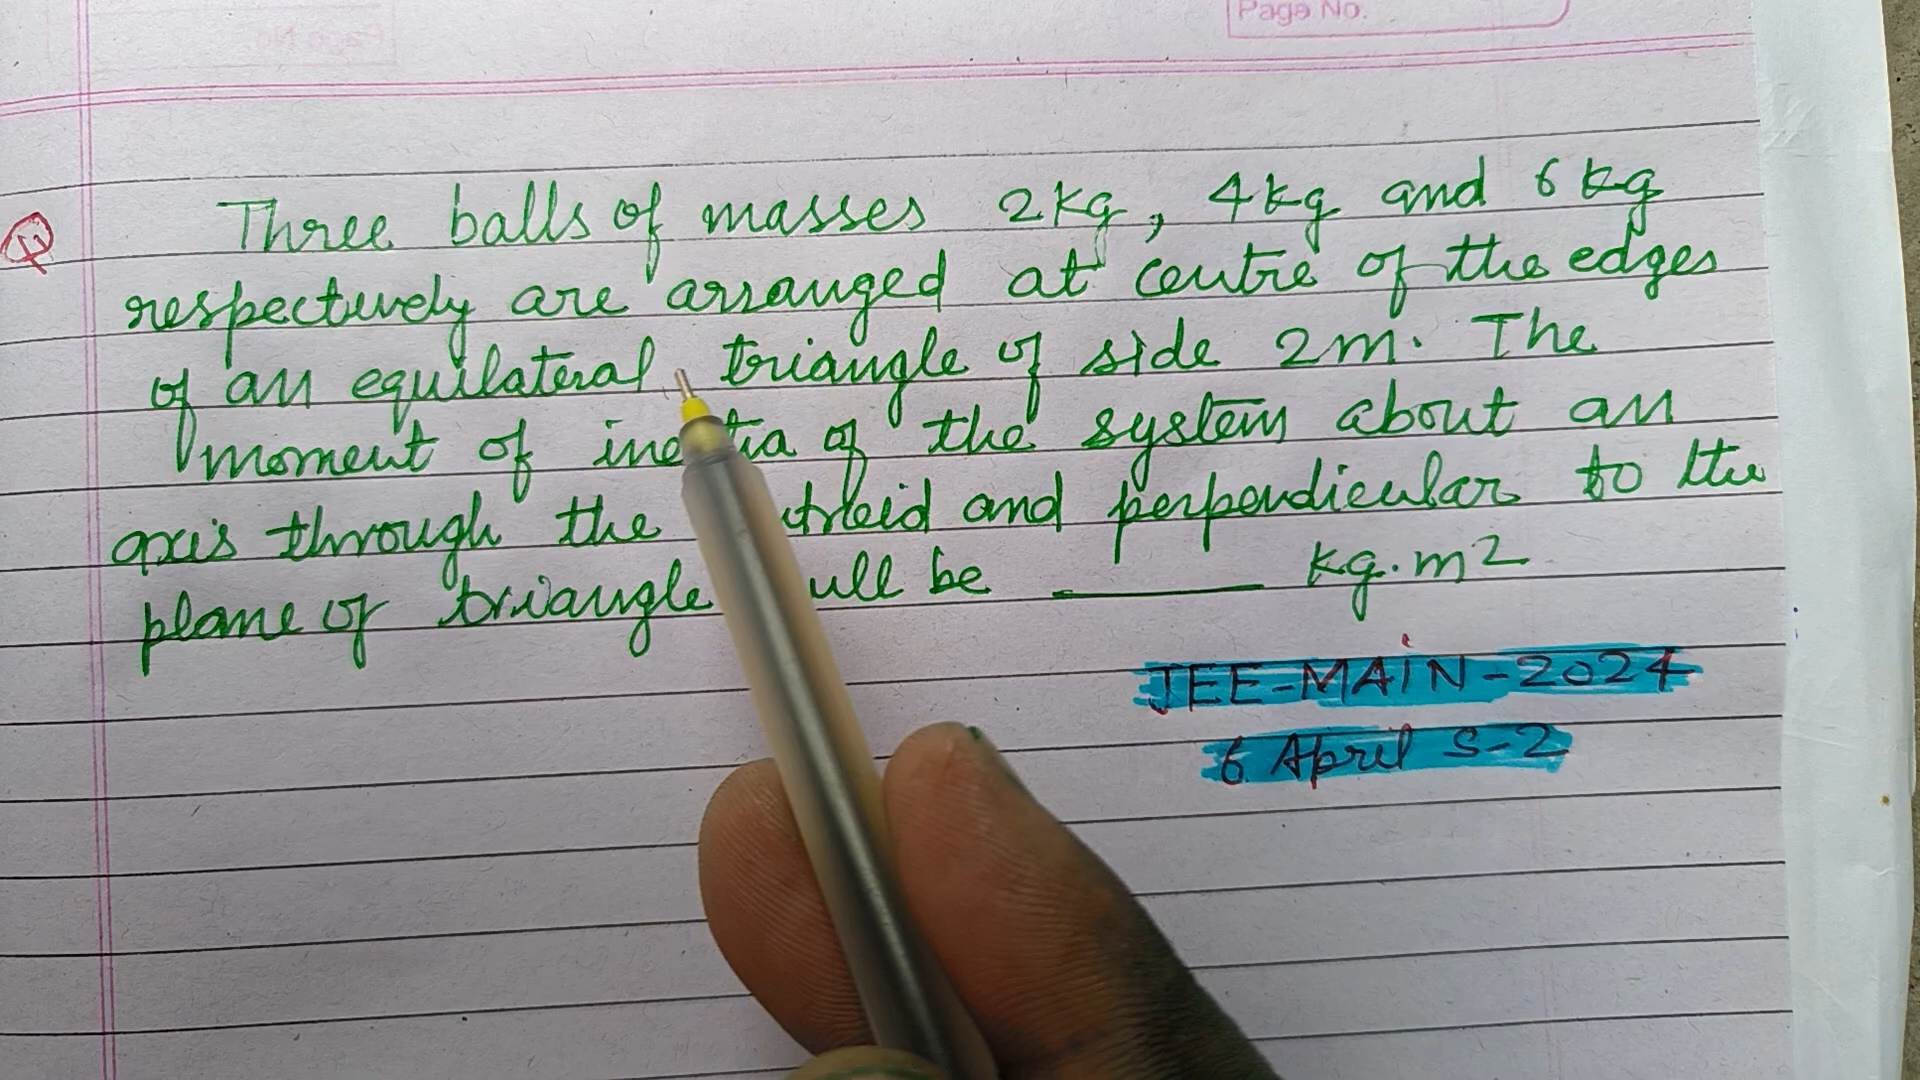 Page No.
Q
Three balls of masses 2kg, 4kg and 6kg
respectively are arranged at centre of the edges
of an equilateral triangle of side 2m. The
moment of inertia of the system about an
axis through the and perpendicular to the
plane of triangle be ______ kg.m2
JEE-MAIN-2024
6 April S-2